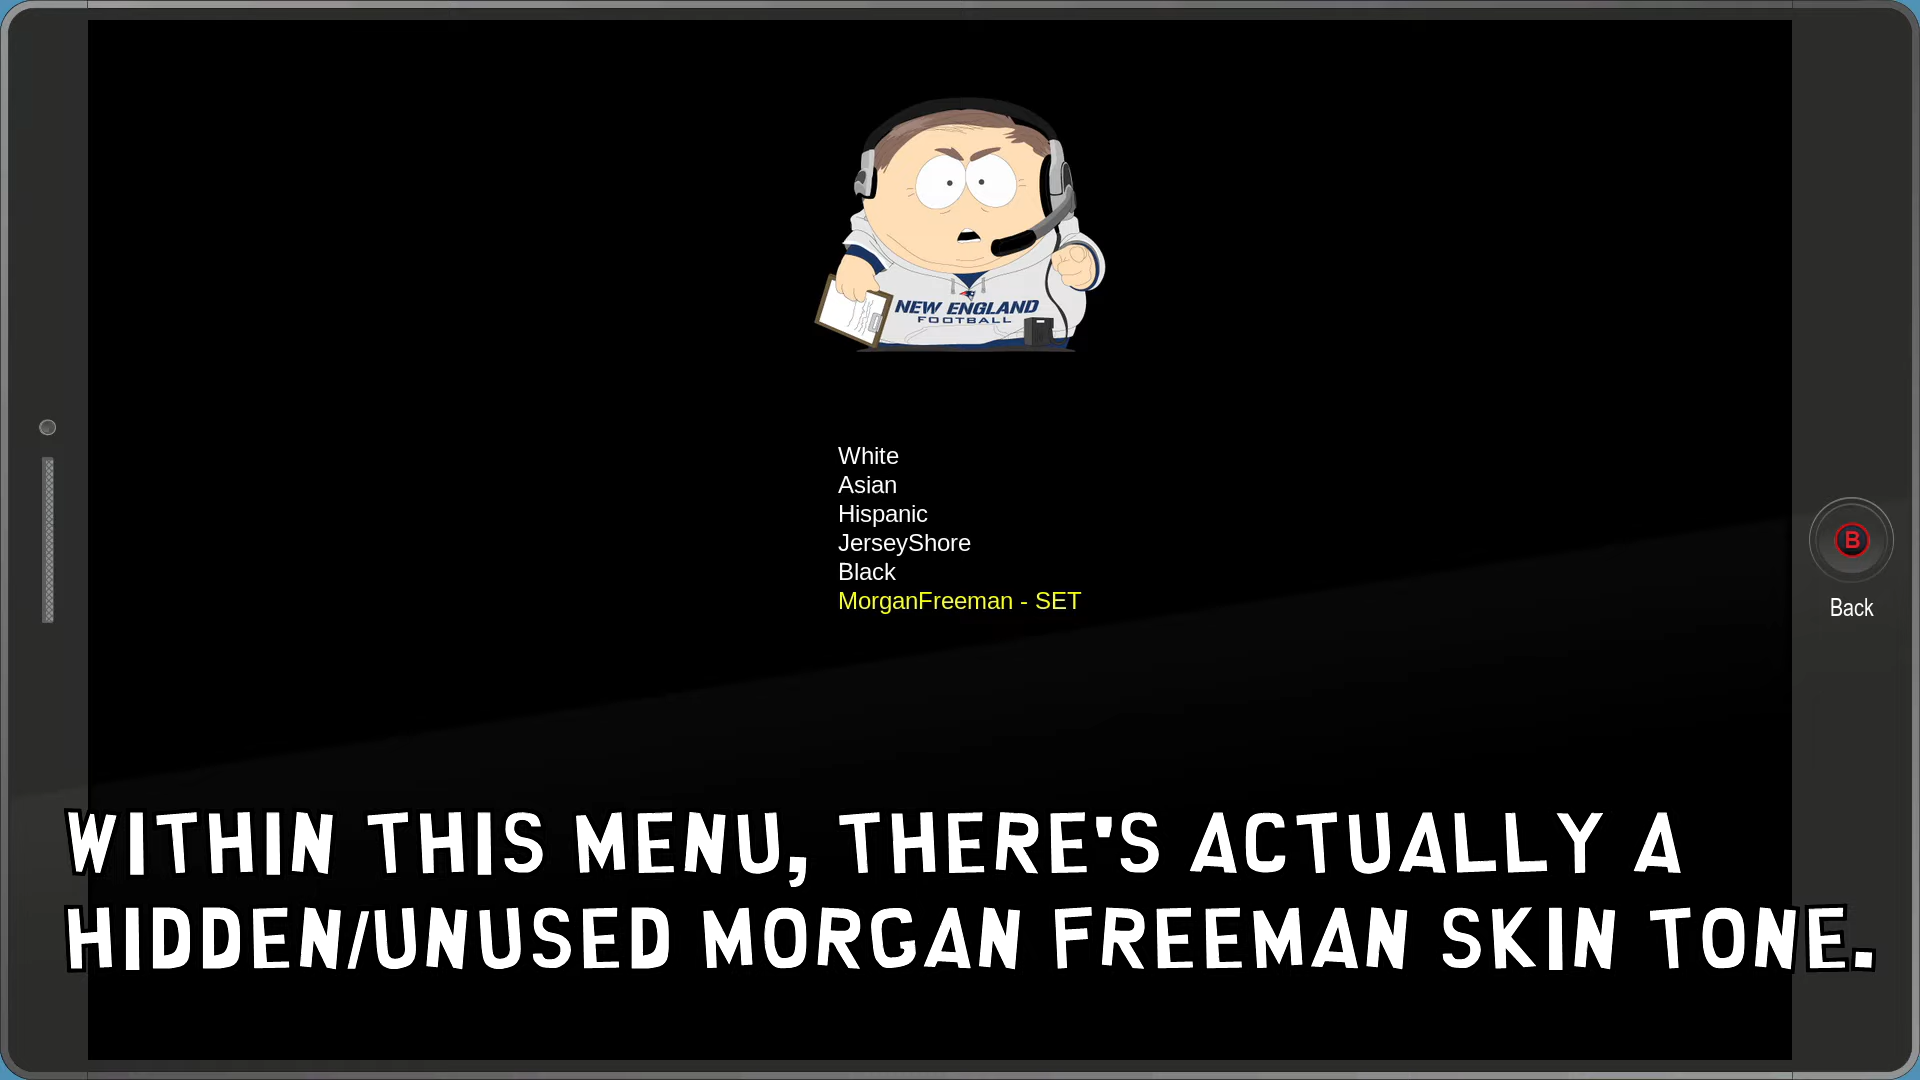 NEW ENGLAND
FOOTBALL
White
Asian
Hispanic
JerseyShore
Black
MorganFreeman - SET
B
Back
WITHIN THIS MENU, THERE'S ACTUALLY A
HIDDEN/UNUSED MORGAN FREEMAN SKIN TONE.